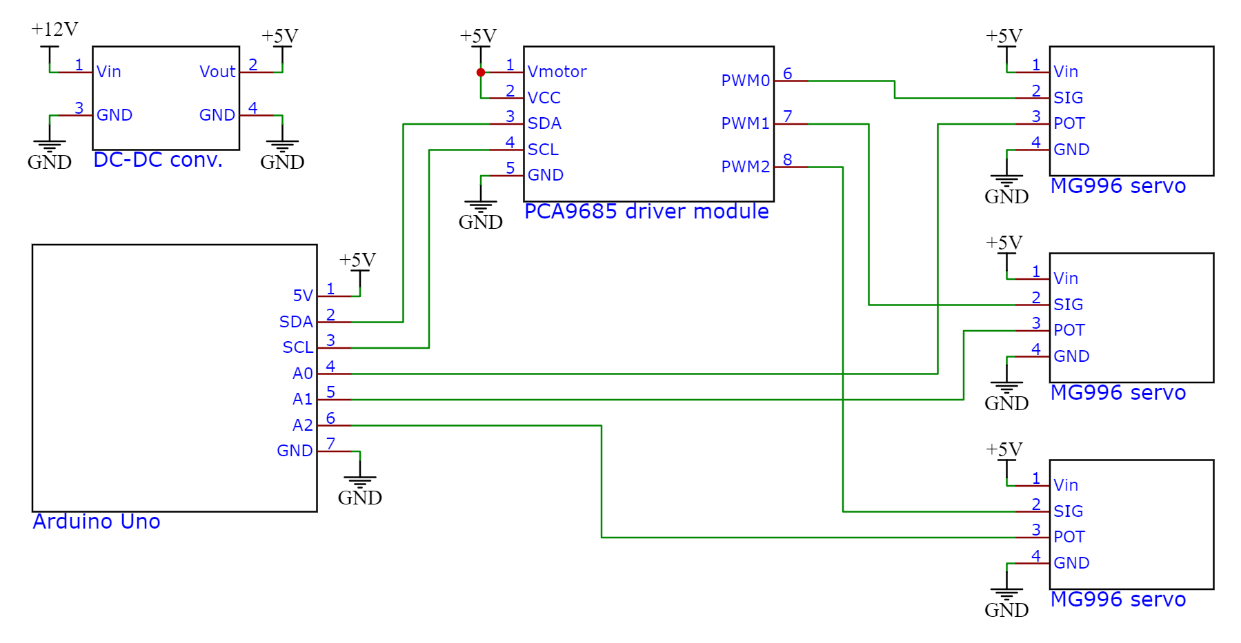 +12V
+5V
1 Vin
Vout 2
3 GND
GND 4
GND
GND
DC-DC conv.
+5V
1 Vmotor
2 VCC
3 SDA
4 SCL
5 GND
PWM0 6
PWM1 7
PWM2 8
GND
PCA9685 driver module
+5V
1 Vin
2 SIG
3 POT
4 GND
GND
MG996 servo
+5V
5V 1
SDA 2
SCL 3
A0 4
A1 5
A2 6
GND 7
GND
Arduino Uno
+5V
1 Vin
2 SIG
3 POT
4 GND
GND
MG996 servo
+5V
1 Vin
2 SIG
3 POT
4 GND
GND
MG996 servo